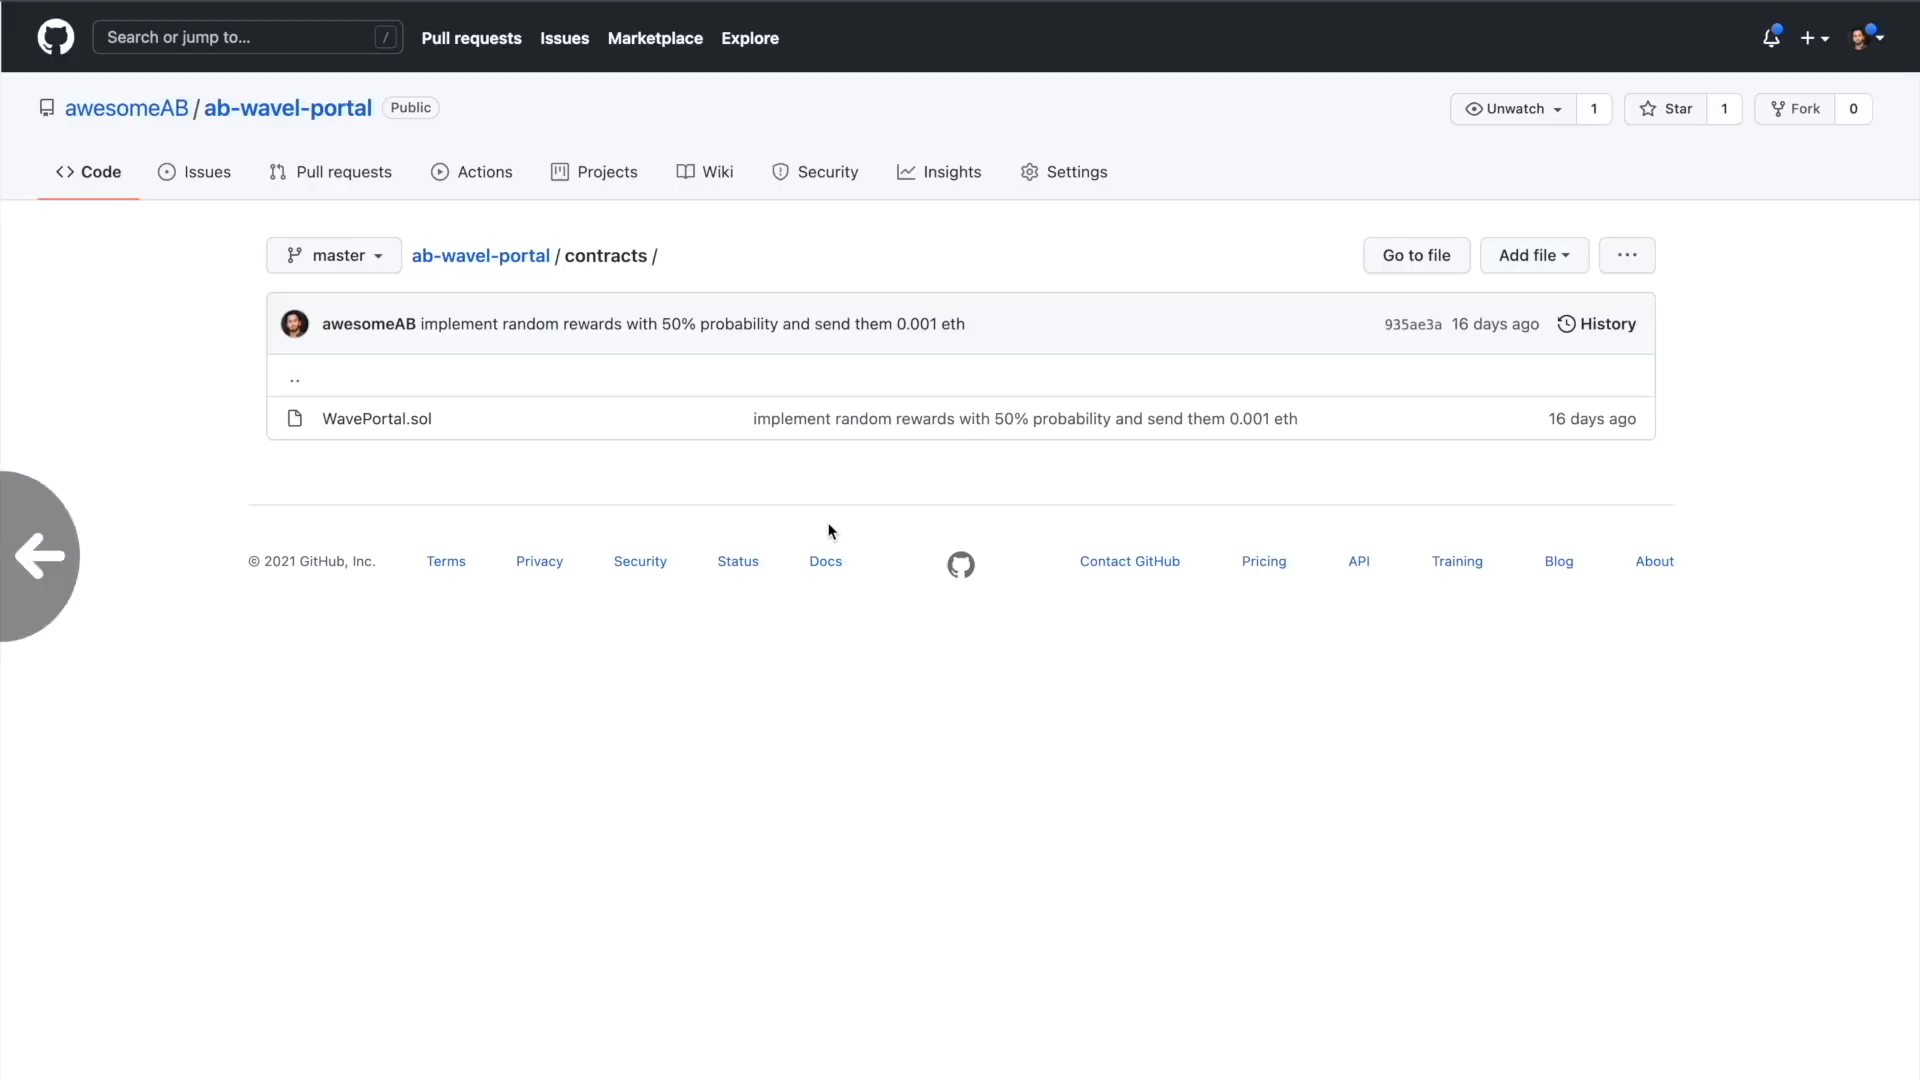 Search or jump to... / Pull requests Issues Marketplace Explore
awesomeAB / ab-wavel-portal Public Unwatch 1 Star 1 Fork 0
Code Issues Pull requests Actions Projects Wiki Security Insights Settings
master ab-wavel-portal / contracts / Go to file Add file ...
awesomeAB implement random rewards with 50% probability and send them 0.001 eth 935ae3a 16 days ago History
..
WavePortal.sol implement random rewards with 50% probability and send them 0.001 eth 16 days ago
© 2021 GitHub, Inc. Terms Privacy Security Status Docs Contact GitHub Pricing API Training Blog About